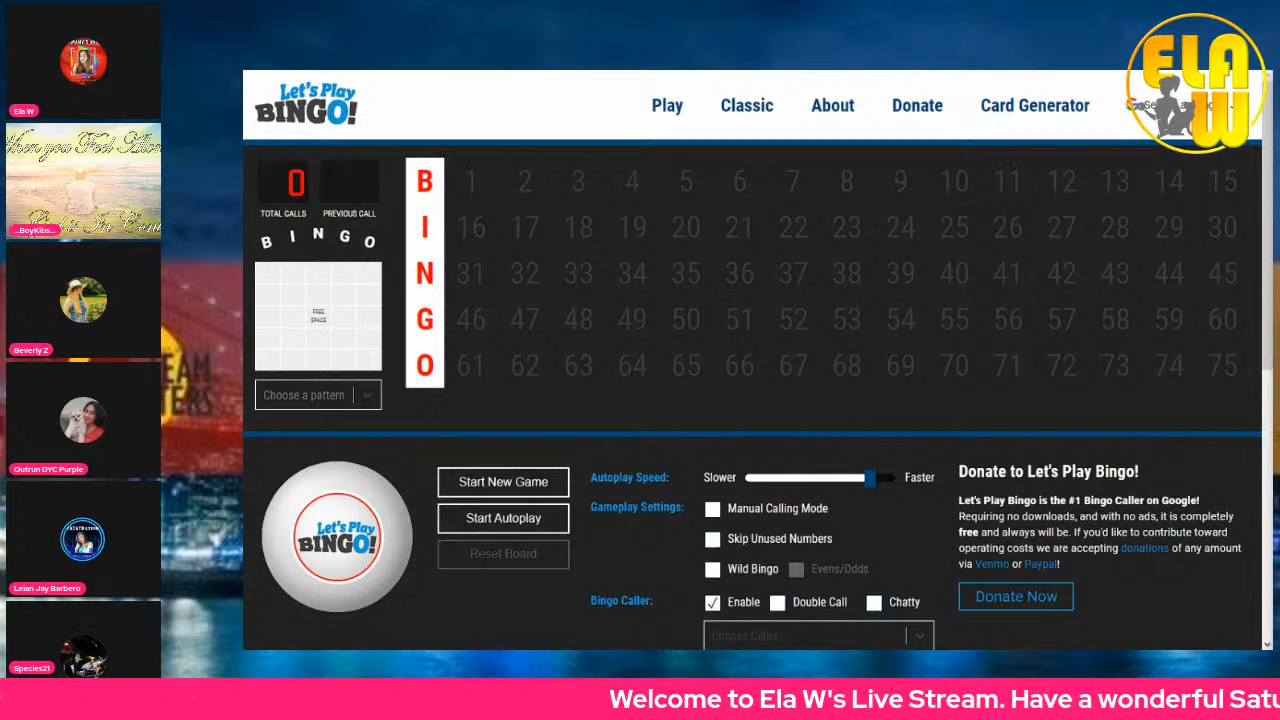 Ela W
When you Feel Alone
...BoyKibs...
Beverly Z
Outrun DYC Purple
Leian Jay Barbero
Species21
Let's Play
BINGO!
Play
Classic
About
Donate
Card Generator
ELA
W
0
TOTAL CALLS
PREVIOUS CALL
B I N G O
FREE
SPACE
Choose a pattern
B 1 2 3 4 5 6 7 8 9 10 11 12 13 14 15
I 16 17 18 19 20 21 22 23 24 25 26 27 28 29 30
N 31 32 33 34 35 36 37 38 39 40 41 42 43 44 45
G 46 47 48 49 50 51 52 53 54 55 56 57 58 59 60
O 61 62 63 64 65 66 67 68 69 70 71 72 73 74 75
Let's Play
BINGO!
Start New Game
Start Autoplay
Reset Board
Autoplay Speed:
Slower
Faster
Gameplay Settings:
Manual Calling Mode
Skip Unused Numbers
Wild Bingo
Evens/Odds
Bingo Caller:
Enable
Double Call
Chatty
Choose Caller
Donate to Let's Play Bingo!
Let's Play Bingo is the #1 Bingo Caller on Google!
Requiring no downloads, and with no ads, it is completely
free and always will be. If you'd like to contribute toward
operating costs we are accepting donations of any amount
via Venmo or Paypal!
Donate Now
Welcome to Ela W's Live Stream. Have a wonderful Satu